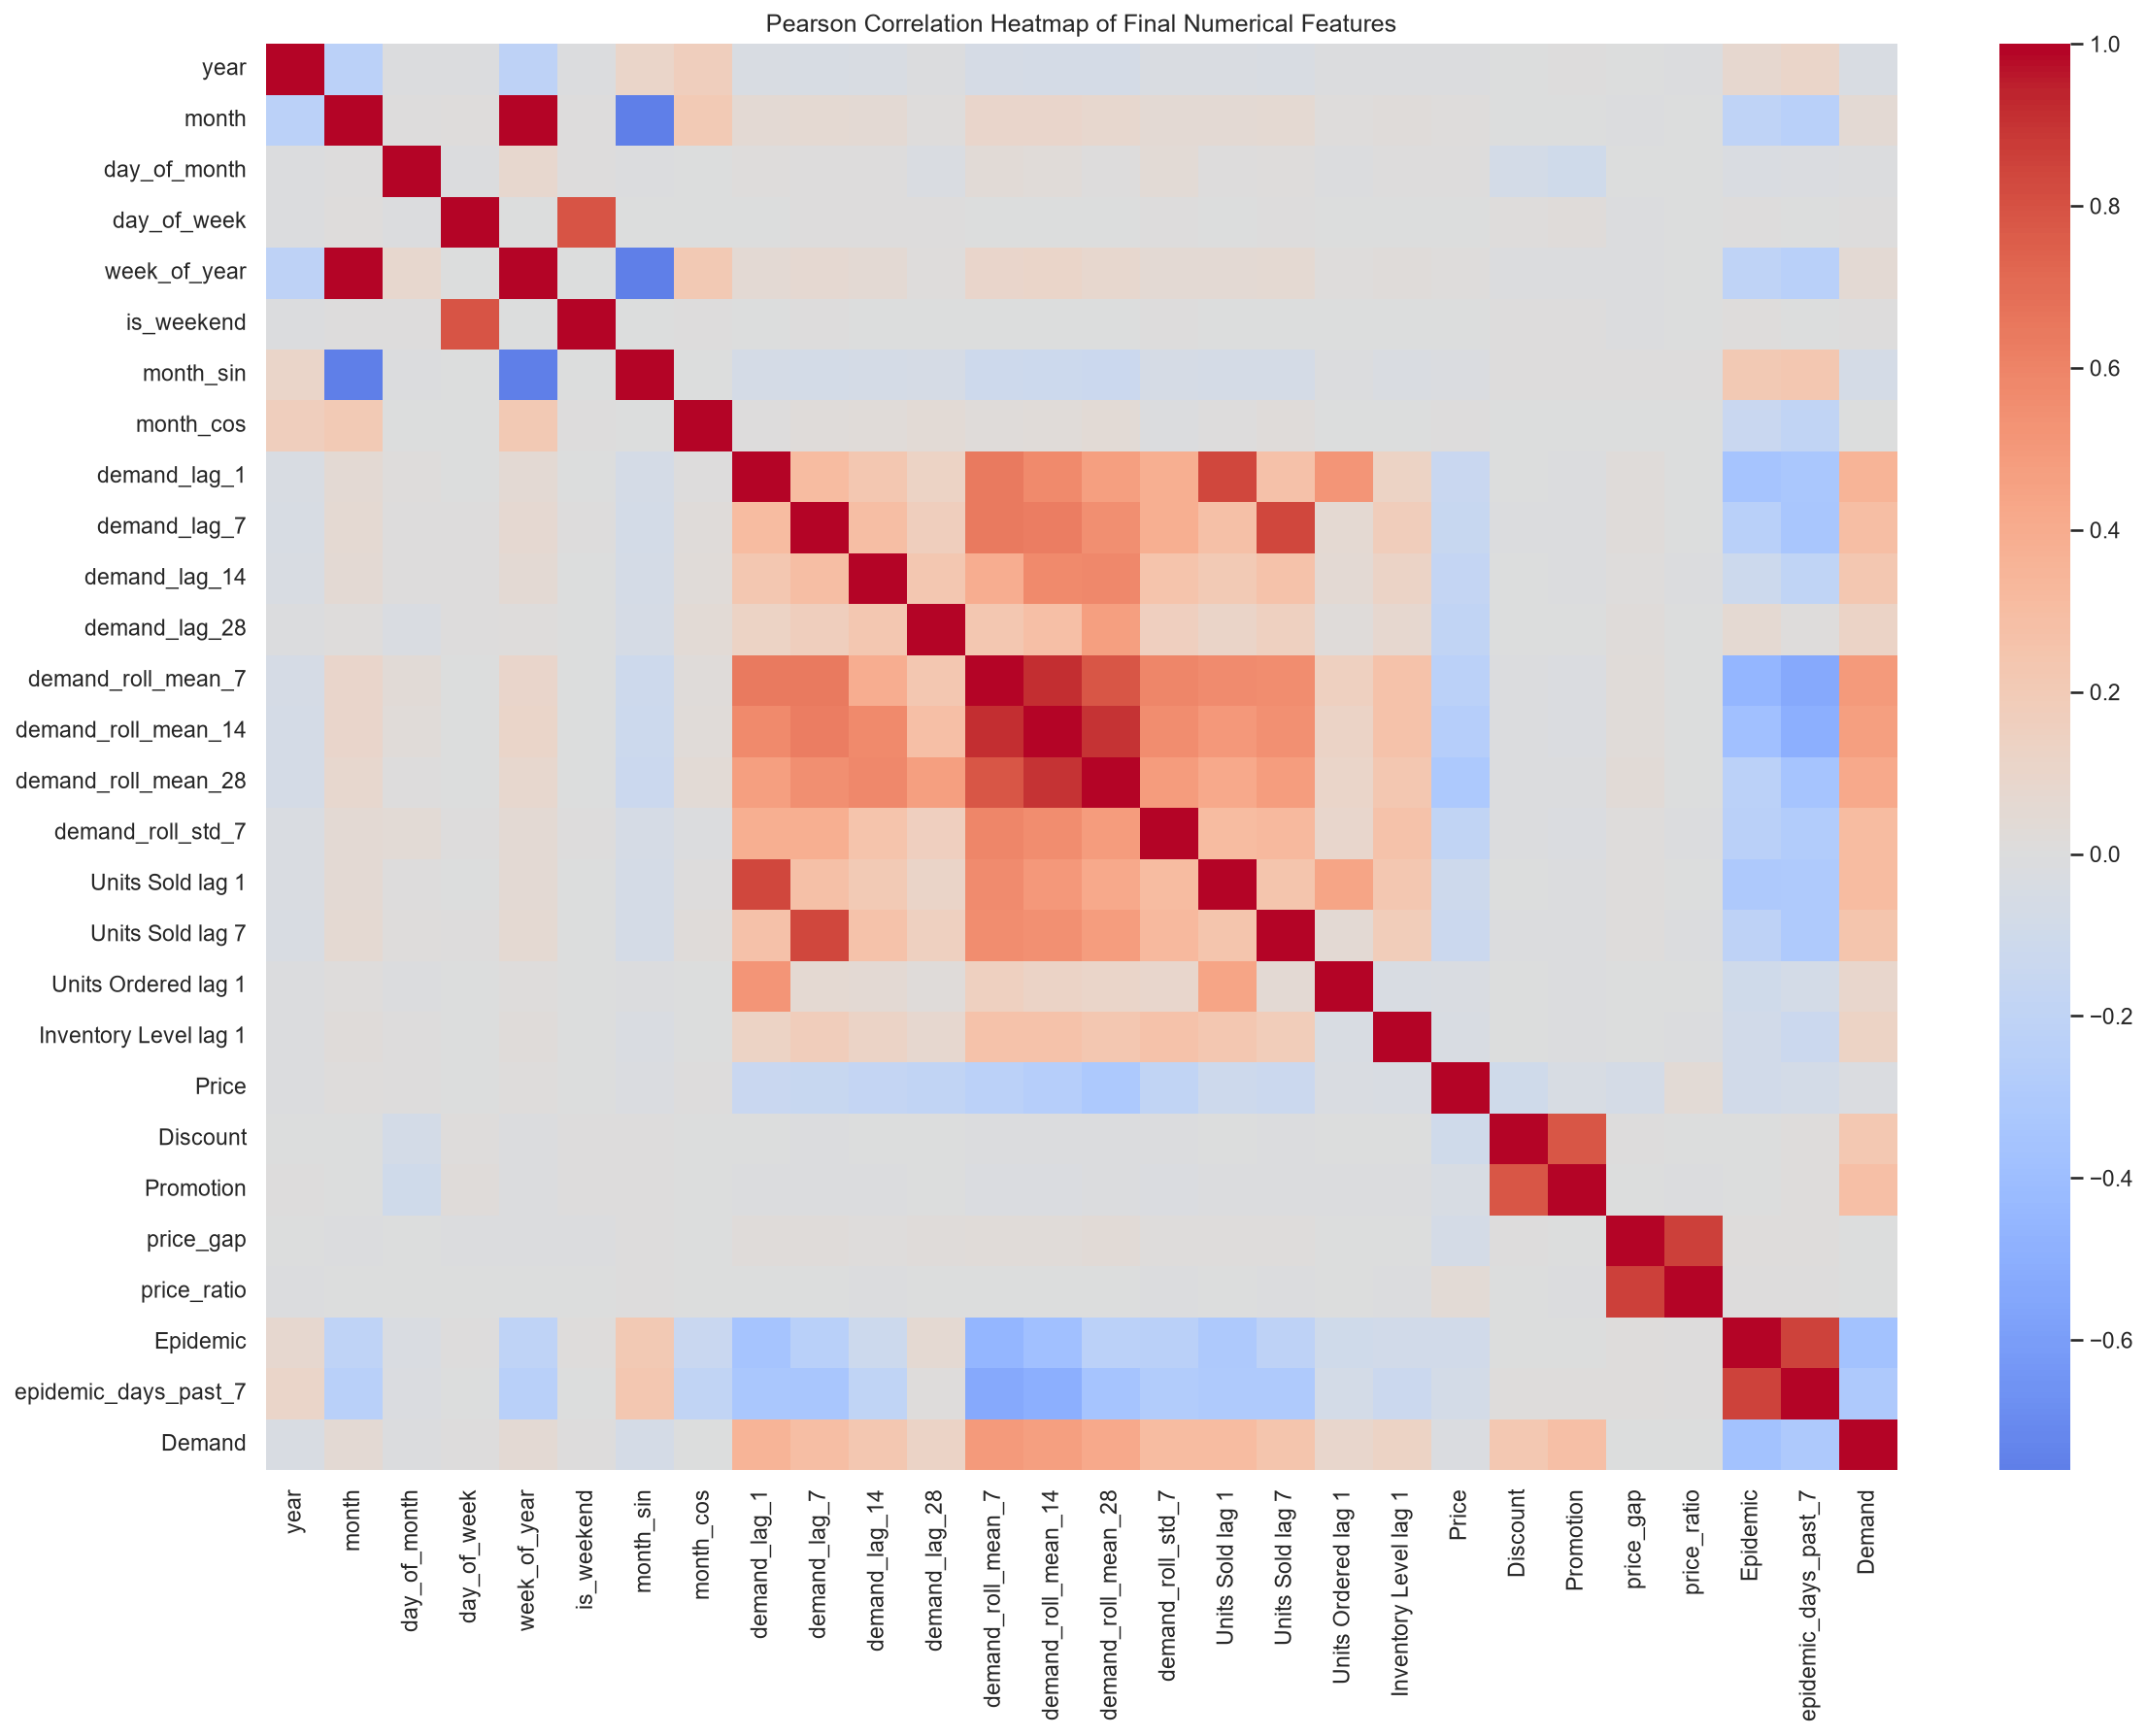 Pearson Correlation Heatmap of Final Numerical Features
year
month
day_of_month
day_of_week
week_of_year
is_weekend
month_sin
month_cos
demand_lag_1
demand_lag_7
demand_lag_14
demand_lag_28
demand_roll_mean_7
demand_roll_mean_14
demand_roll_mean_28
demand_roll_std_7
Units Sold lag 1
Units Sold lag 7
Units Ordered lag 1
Inventory Level lag 1
Price
Discount
Promotion
price_gap
price_ratio
Epidemic
epidemic_days_past_7
Demand
year
month
day_of_month
day_of_week
week_of_year
is_weekend
month_sin
month_cos
demand_lag_1
demand_lag_7
demand_lag_14
demand_lag_28
demand_roll_mean_7
demand_roll_mean_14
demand_roll_mean_28
demand_roll_std_7
Units Sold lag 1
Units Sold lag 7
Units Ordered lag 1
Inventory Level lag 1
Price
Discount
Promotion
price_gap
price_ratio
Epidemic
epidemic_days_past_7
Demand
1.0
0.8
0.6
0.4
0.2
0.0
−0.2
−0.4
−0.6